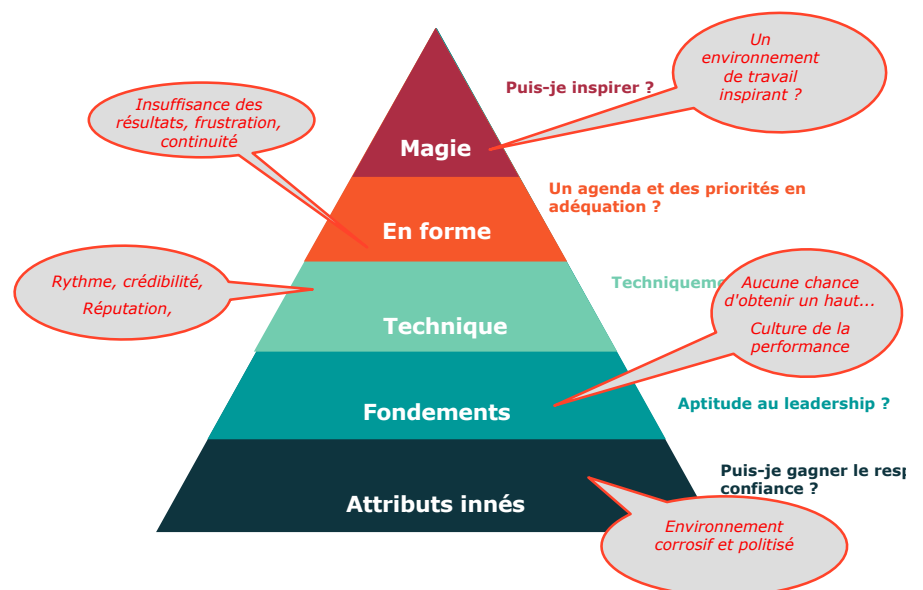 Un
environnement
de travail
inspirant ?
Puis-je inspirer ?
Insuffisance des
résultats, frustration,
continuité
Magie
Un agenda et des priorités en
adéquation ?
En forme
Rythme, crédibilité,
Réputation,
Aucune chance
d'obtenir un haut...
Culture de la
performance
Technique
Aptitude au leadership ?
Fondements
Puis-je gagner le
confiance ?
Attributs innés
Environnement
corrosif et politisé